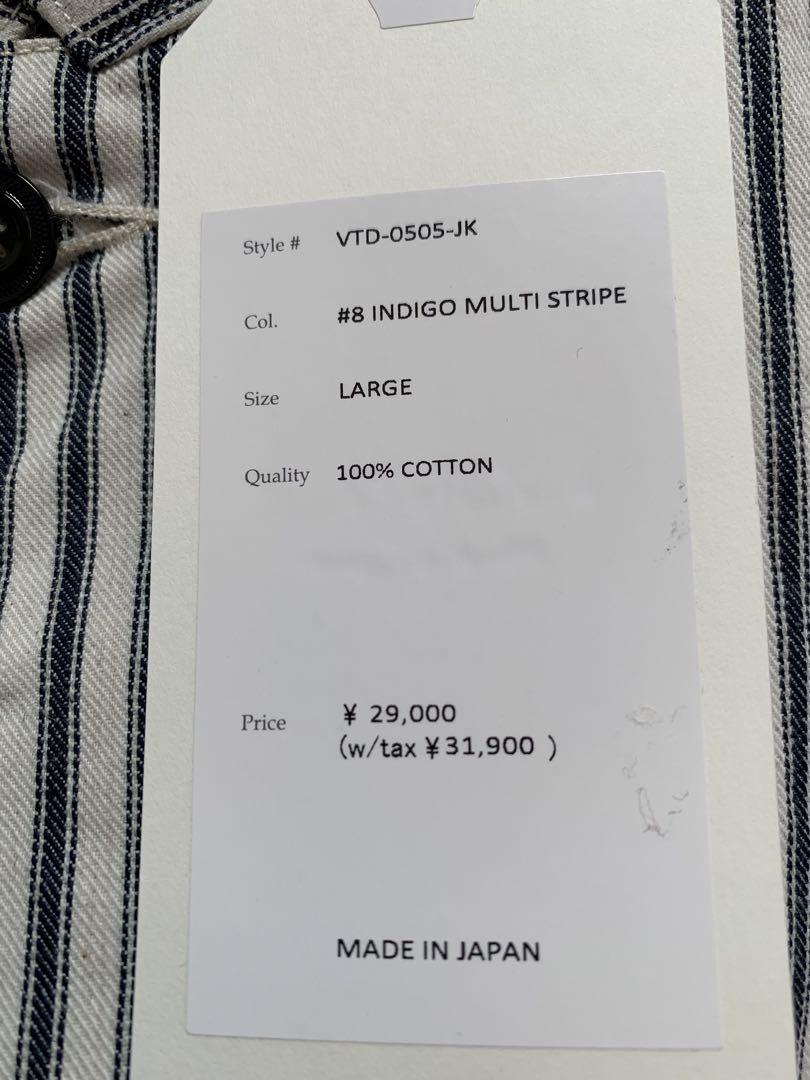 Style # VTD-0505-JK
Col. #8 INDIGO MULTI STRIPE
Size LARGE
Quality 100% COTTON
Price ¥ 29,000
(w/tax ¥31,900 )
MADE IN JAPAN